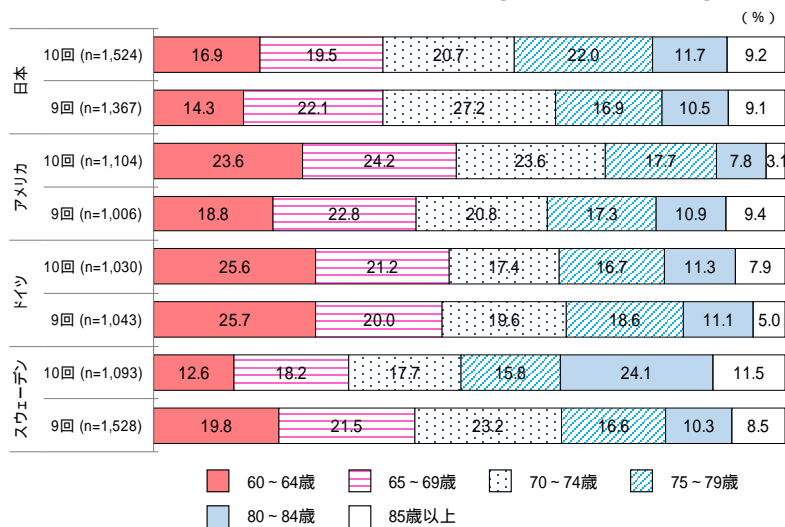 (%)
日本
10回 (n=1,524) 16.9 19.5 20.7 22.0 11.7 9.2
9回 (n=1,367) 14.3 22.1 27.2 16.9 10.5 9.1
アメリカ
10回 (n=1,104) 23.6 24.2 23.6 17.7 7.8 3.1
9回 (n=1,006) 18.8 22.8 20.8 17.3 10.9 9.4
ドイツ
10回 (n=1,030) 25.6 21.2 17.4 16.7 11.3 7.9
9回 (n=1,043) 25.7 20.0 19.6 18.6 11.1 5.0
スウェーデン
10回 (n=1,093) 12.6 18.2 17.7 15.8 24.1 11.5
9回 (n=1,528) 19.8 21.5 23.2 16.6 10.3 8.5
60~64歳 65~69歳 70~74歳 75~79歳
80~84歳 85歳以上